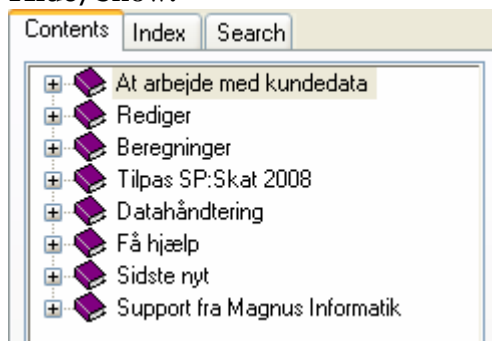 Contents Index Search
At arbejde med kundedata
Rediger
Beregninger
Tilpas SP:Skat 2008
Datahåndtering
Få hjælp
Sidste nyt
Support fra Magnus Informatik